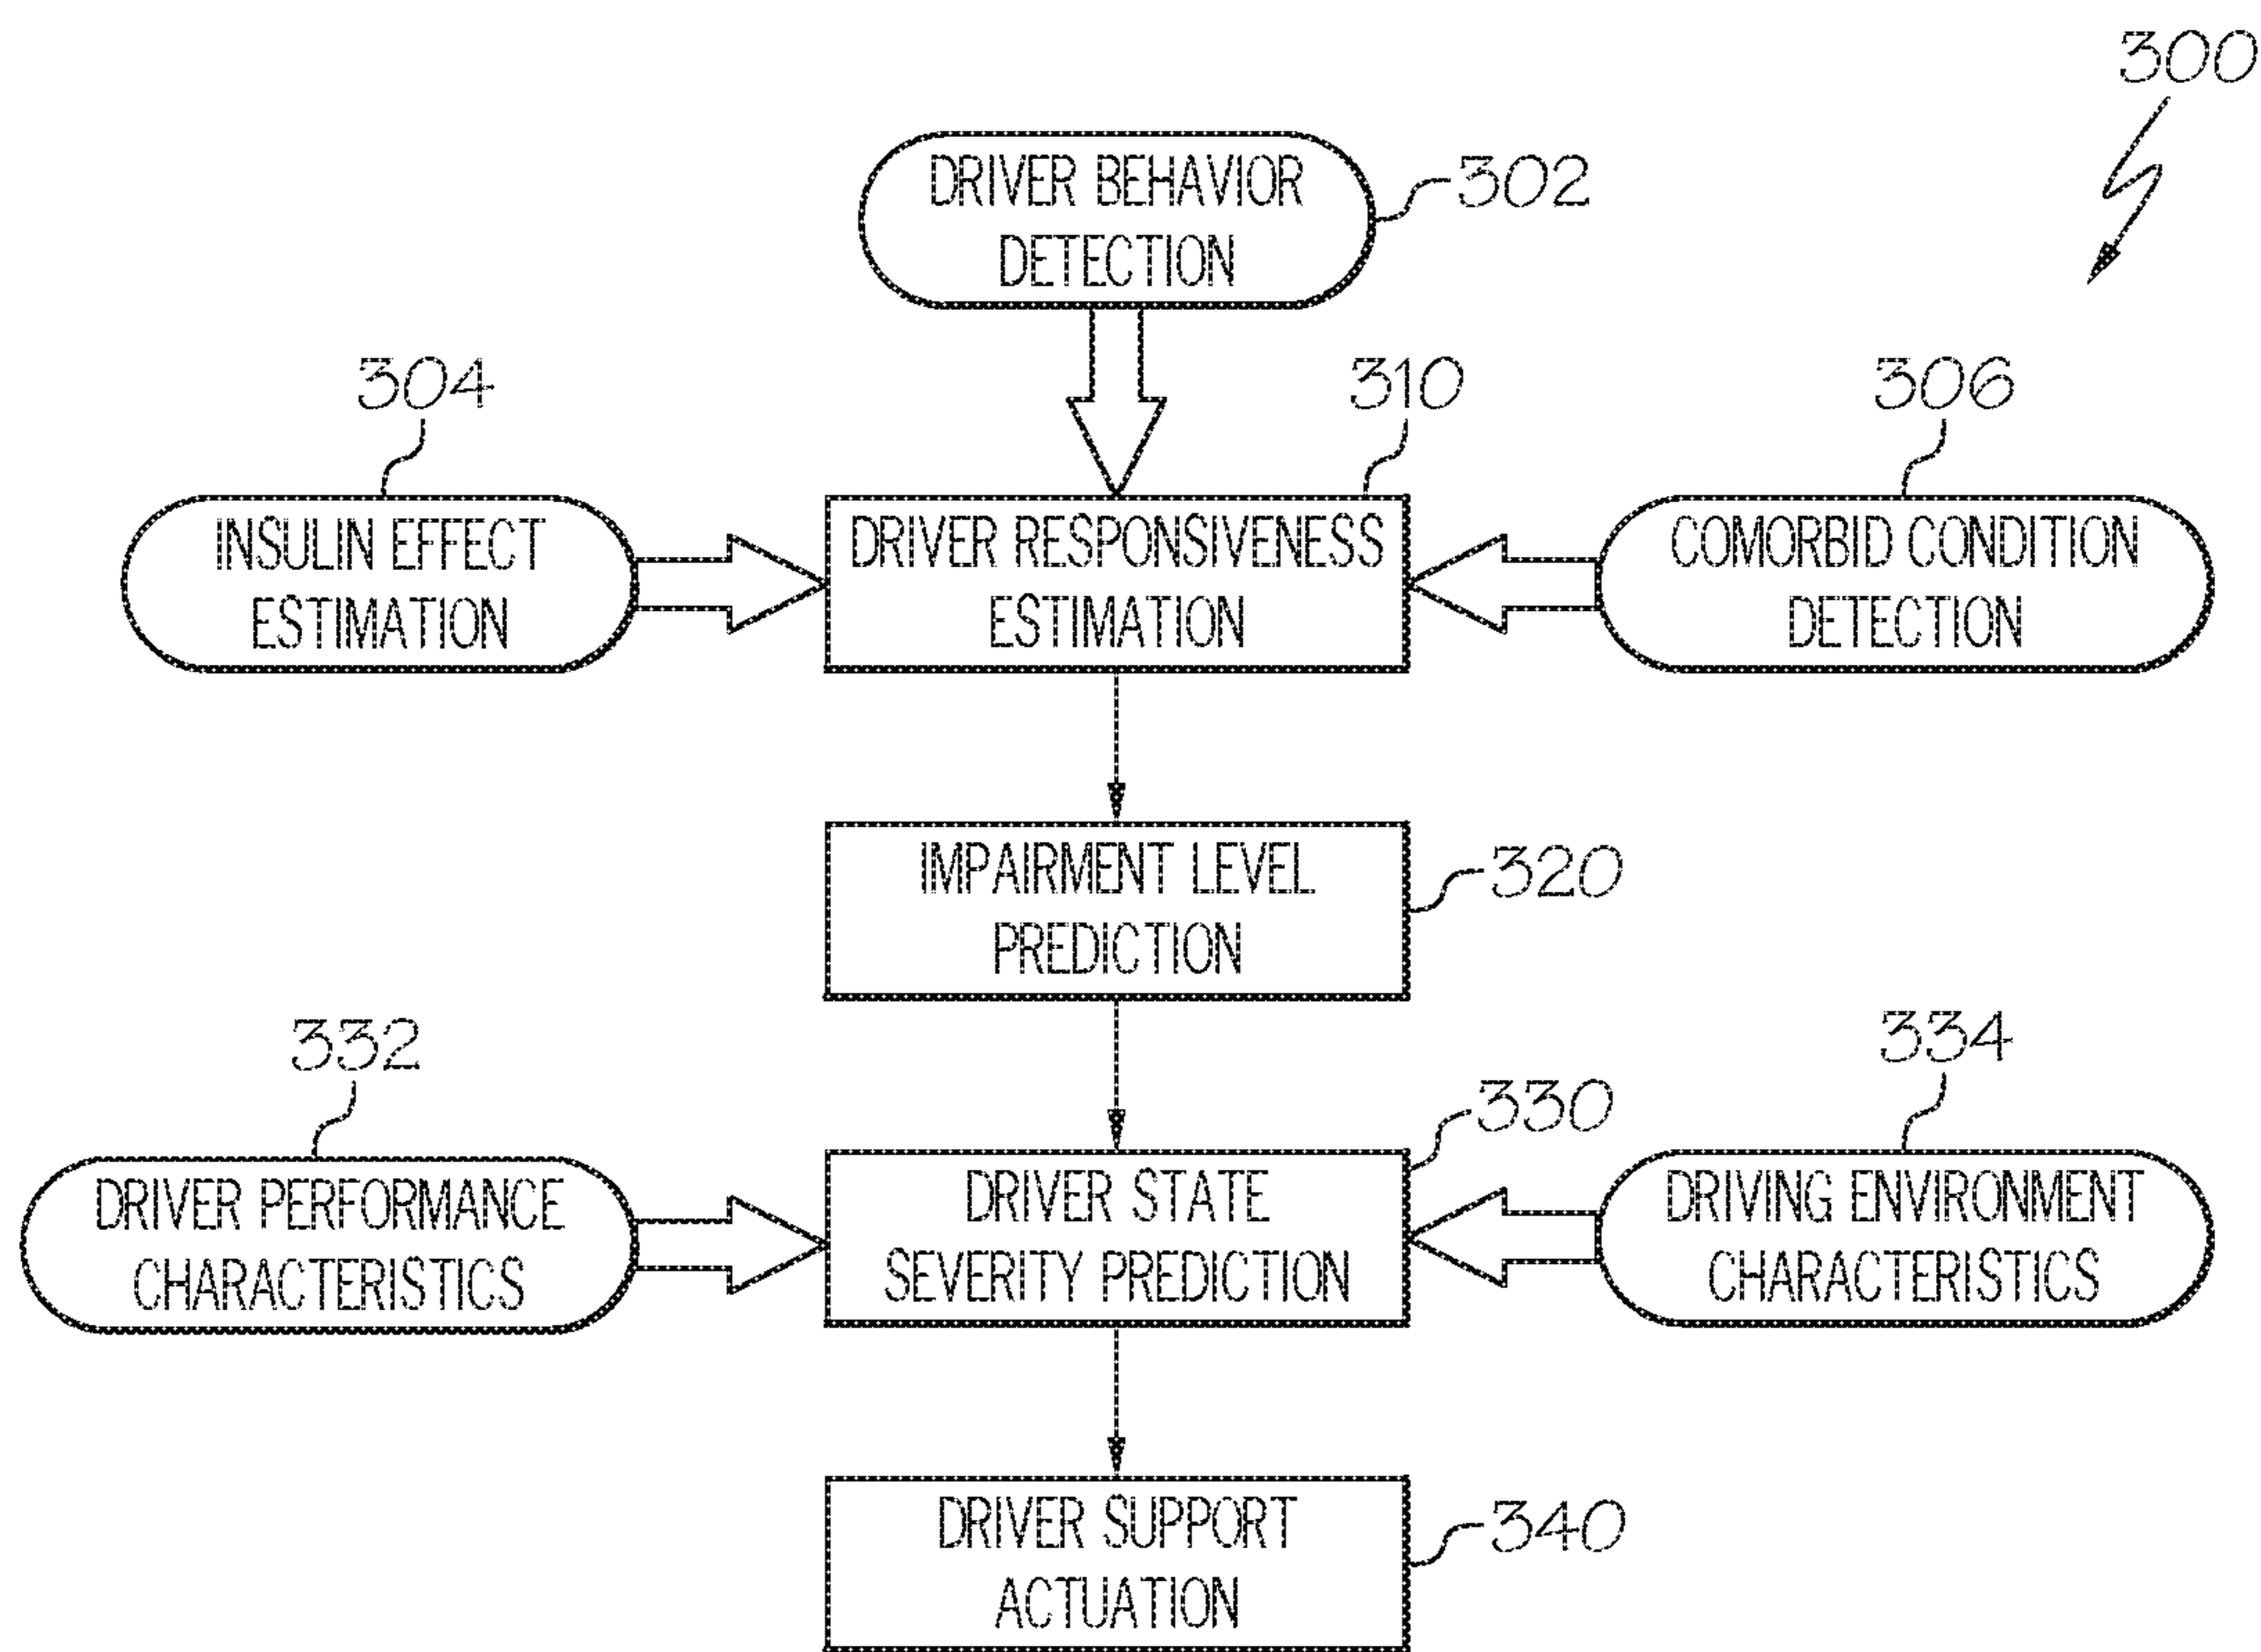 300
DRIVER BEHAVIOR
DETECTION
302
304
310
306
INSULIN EFFECT
ESTIMATION
DRIVER RESPONSIVENESS
ESTIMATION
COMORBID CONDITION
DETECTION
IMPAIRMENT LEVEL
PREDICTION
320
332
334
330
DRIVER PERFORMANCE
CHARACTERISTICS
DRIVER STATE
SEVERITY PREDICTION
DRIVING ENVIRONMENT
CHARACTERISTICS
DRIVER SUPPORT
ACTUATION
340